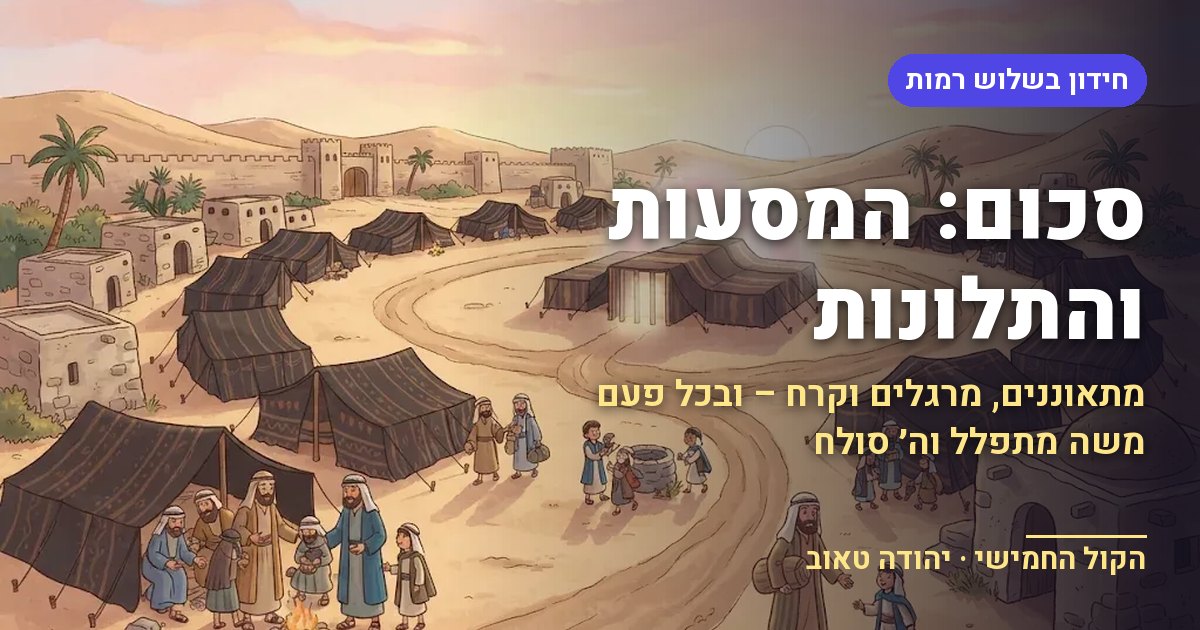 חידון בשלוש רמות
סכום: המסעות
והתלונות
מתאוננים, מרגלים וקרח – ובכל פעם
משה מתפלל וה׳ סולח
הקול החמישי · יהודה טאוב